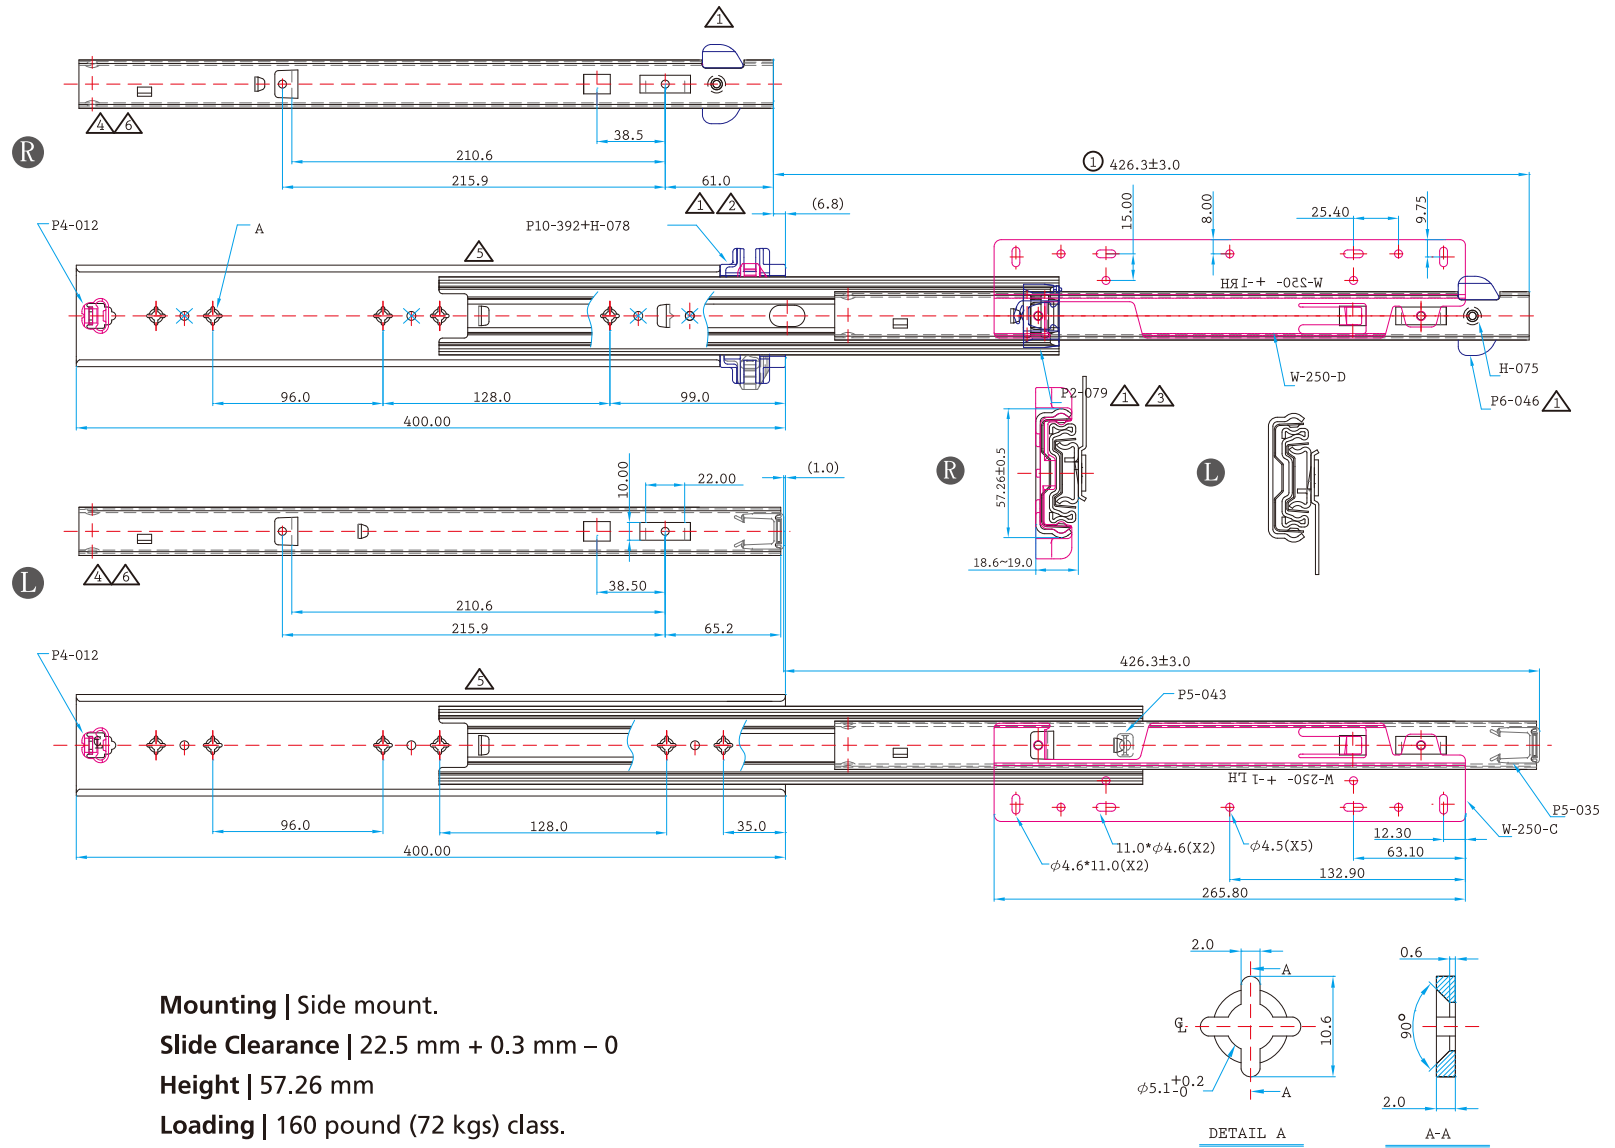 1
4 6
R
38.5
210.6
215.9
61.0
1 426.3±3.0
1 2
(6.8)
15.00
8.00
25.40
9.75
P4-012
A
P10-392+H-078
5
W-250- +-1RH
96.0
128.0
99.0
400.00
W-250-D
H-075
P2-079 1 3
P6-046 1
R
57.26±0.5
18.6~19.0
L
10.00
22.00
(1.0)
4 6
L
38.50
210.6
215.9
65.2
P4-012
5
426.3±3.0
P5-043
W-250- +-1-LH
P5-035
W-250-C
96.0
128.0
35.0
400.00
11.0*φ4.6(X2)
φ4.6*11.0(X2)
φ4.5(X5)
12.30
63.10
132.90
265.80
2.0
A
10.6
φ5.1 +0.2 -0
A
DETAIL A
0.6
90°
2.0
A-A
Mounting | Side mount.
Slide Clearance | 22.5 mm + 0.3 mm – 0
Height | 57.26 mm
Loading | 160 pound (72 kgs) class.